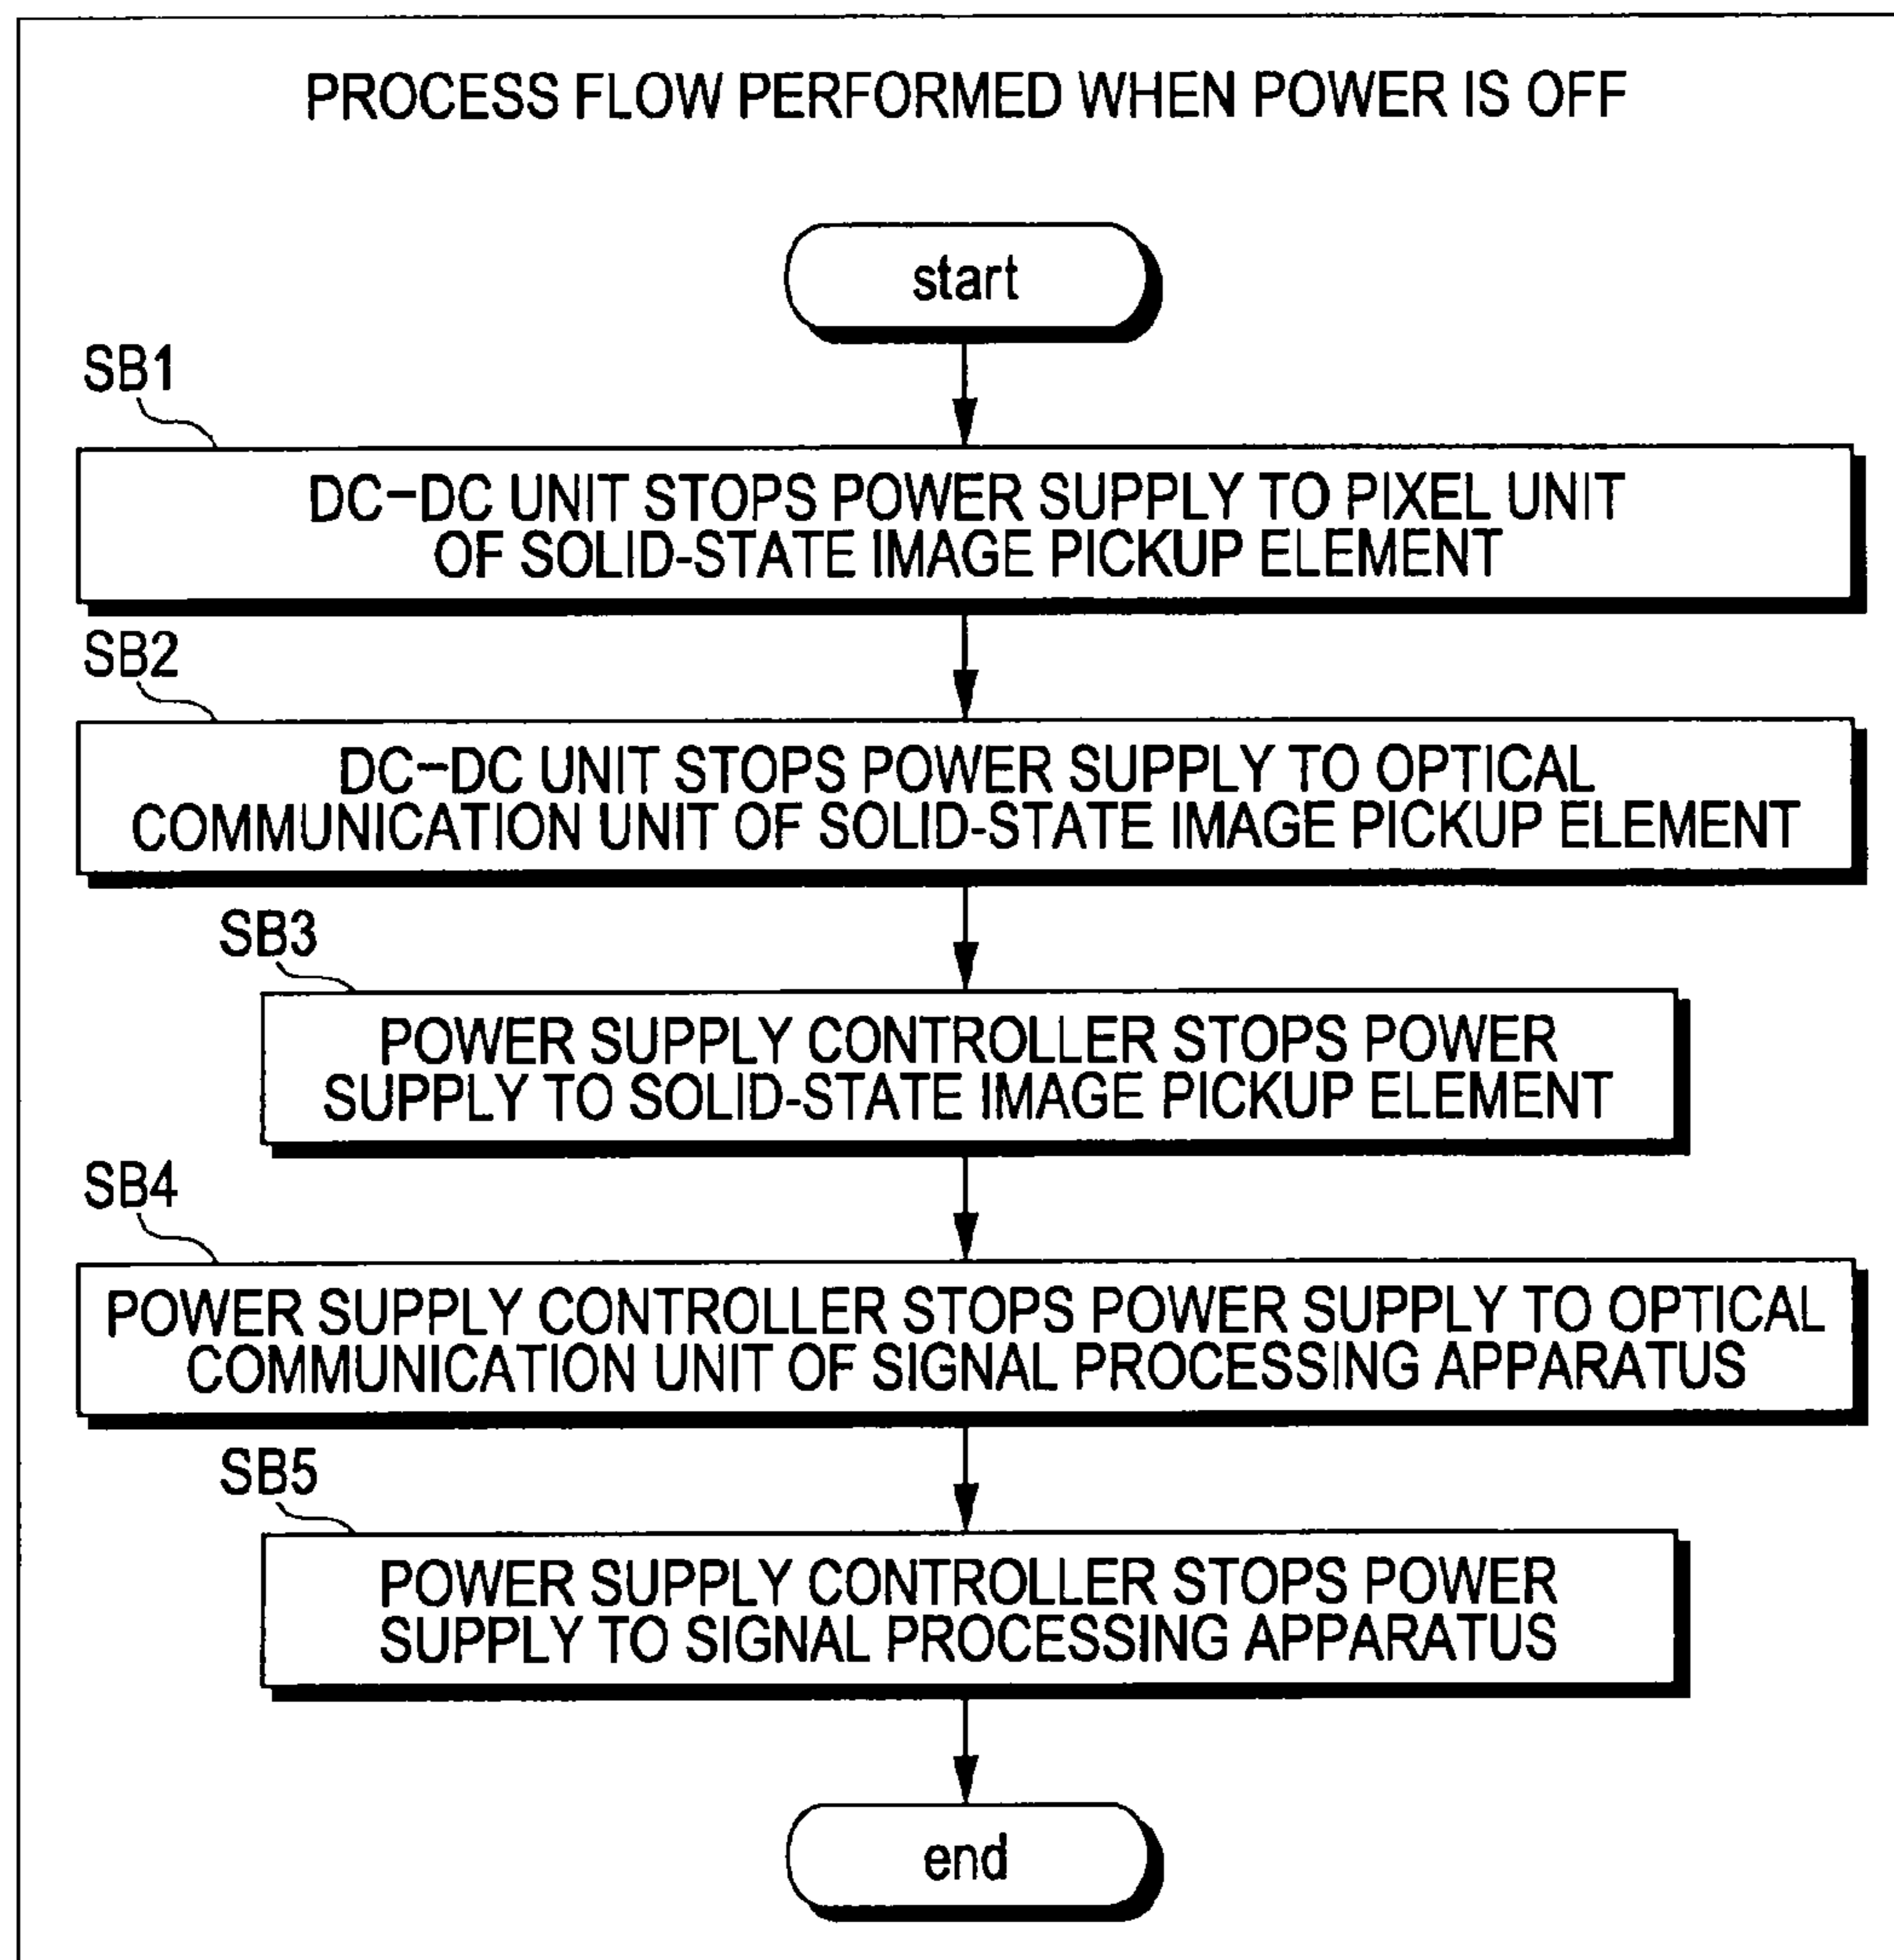 PROCESS FLOW PERFORMED WHEN POWER IS OFF
start
SB1
DC-DC UNIT STOPS POWER SUPPLY TO PIXEL UNIT
OF SOLID-STATE IMAGE PICKUP ELEMENT
SB2
DC-DC UNIT STOPS POWER SUPPLY TO OPTICAL
COMMUNICATION UNIT OF SOLID-STATE IMAGE PICKUP ELEMENT
SB3
POWER SUPPLY CONTROLLER STOPS POWER
SUPPLY TO SOLID-STATE IMAGE PICKUP ELEMENT
SB4
POWER SUPPLY CONTROLLER STOPS POWER SUPPLY TO OPTICAL
COMMUNICATION UNIT OF SIGNAL PROCESSING APPARATUS
SB5
POWER SUPPLY CONTROLLER STOPS POWER
SUPPLY TO SIGNAL PROCESSING APPARATUS
end